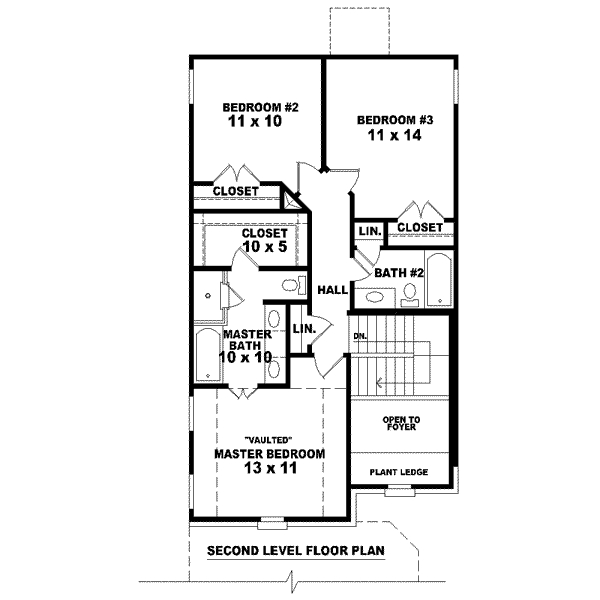 BEDROOM #2
11 x 10
BEDROOM #3
11 x 14
CLOSET
CLOSET
LIN.
CLOSET
10 x 5
BATH #2
HALL
LIN.
DN.
MASTER
BATH
10 x 10
OPEN TO
FOYER
"VAULTED"
MASTER BEDROOM
13 x 11
PLANT LEDGE
SECOND LEVEL FLOOR PLAN